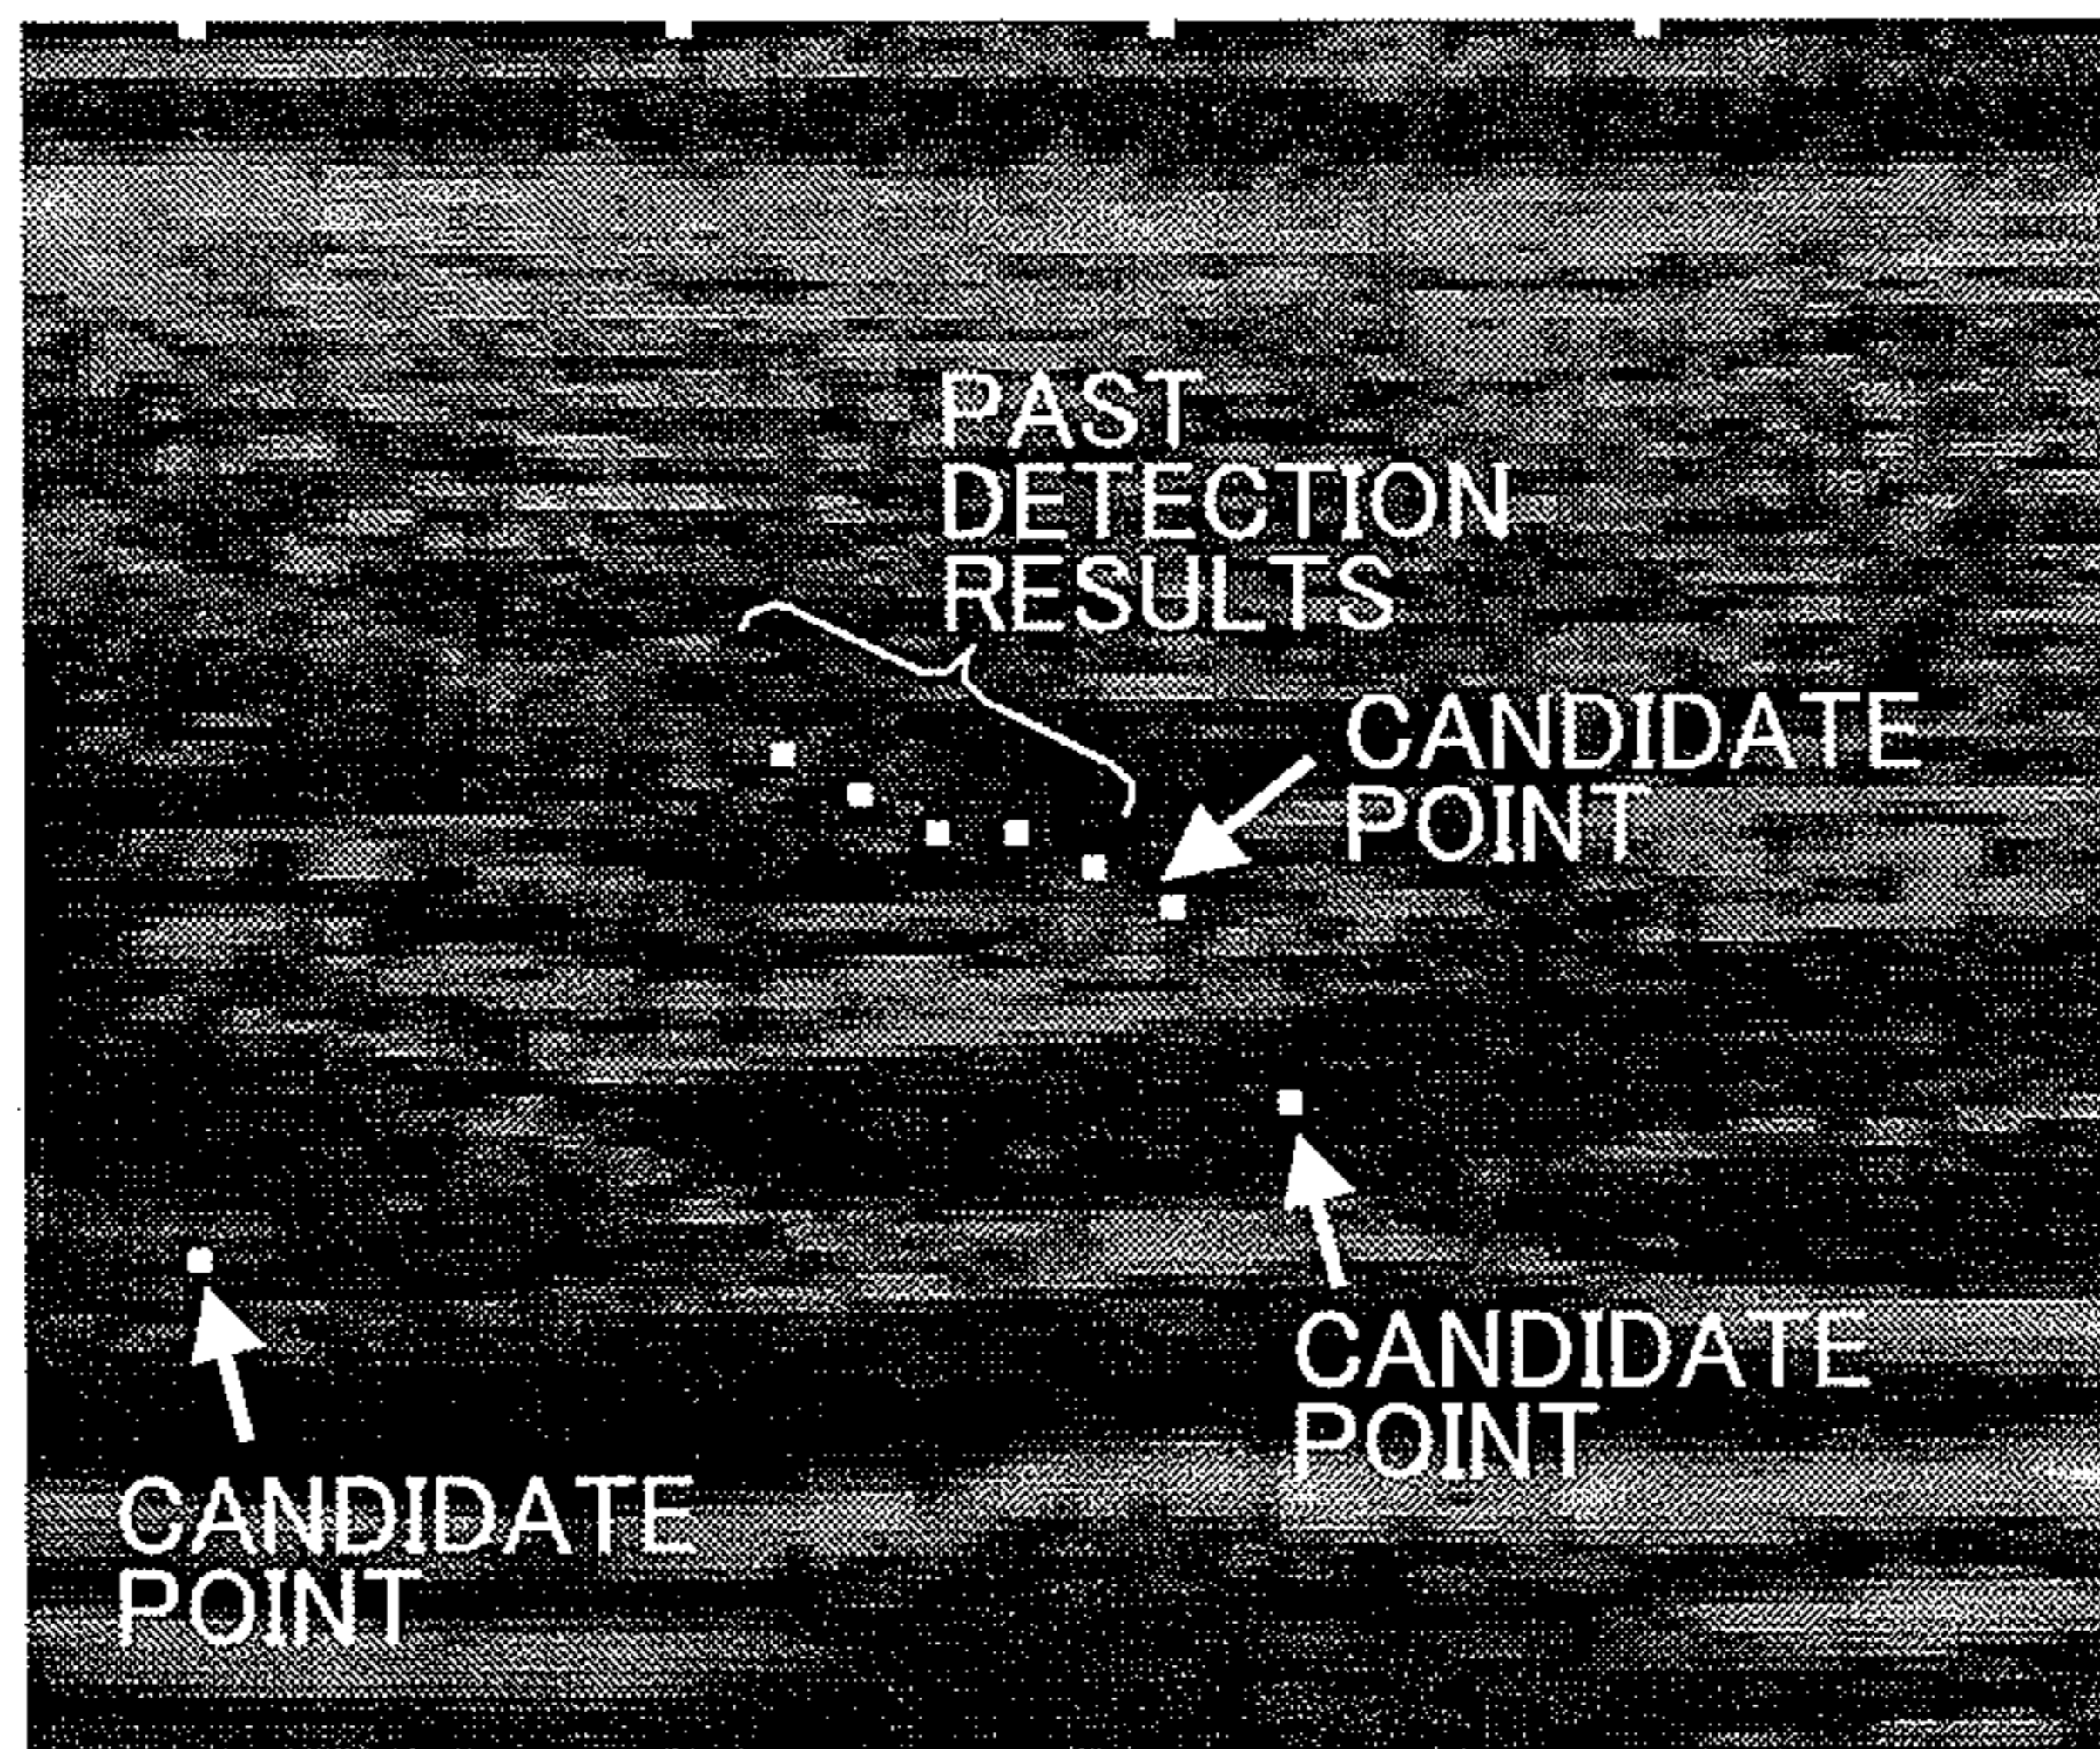 PAST
DETECTION
RESULTS
CANDIDATE
POINT
CANDIDATE
POINT
CANDIDATE
POINT